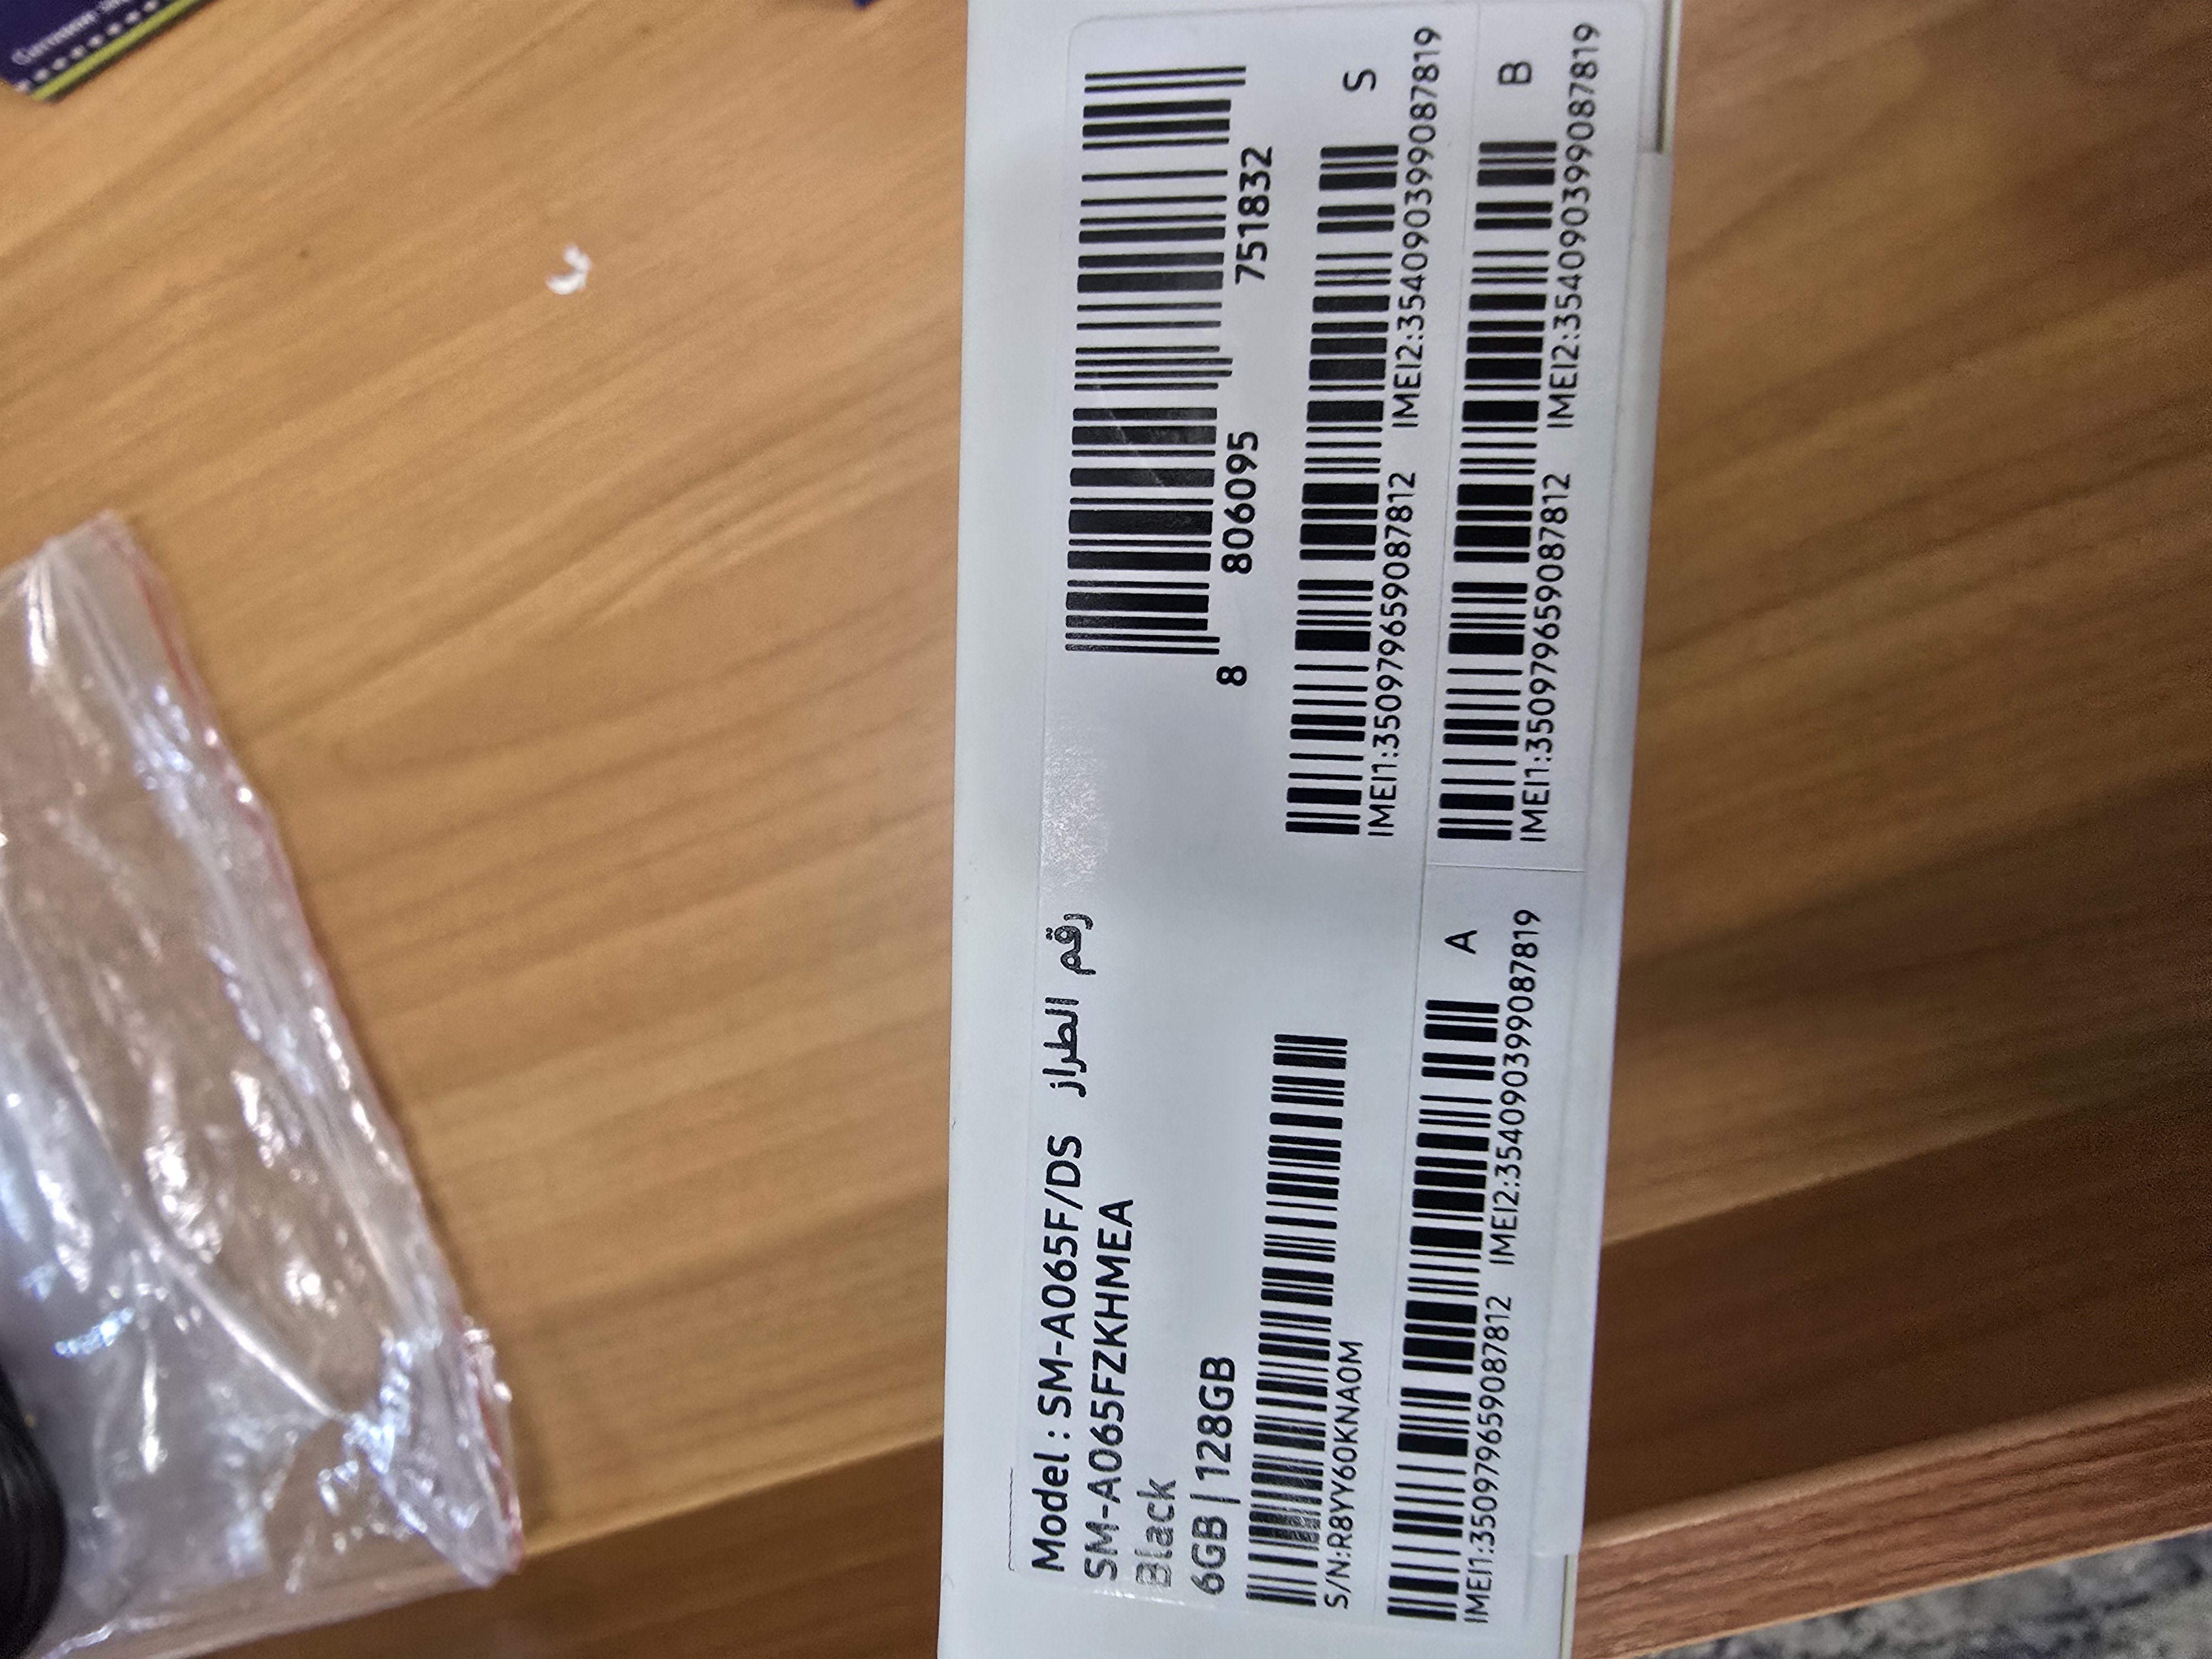 Model : SM-A065F/DS رقم الطراز
SM-A065FZKHMEA
Black
6GB | 128GB
8 806095 751832
S/N:R8YY60KNA0M
S
IMEI1:350979659087812 IMEI2:354090399087819
A
IMEI1:350979659087812 IMEI2:354090399087819
B
IMEI1:350979659087812 IMEI2:354090399087819